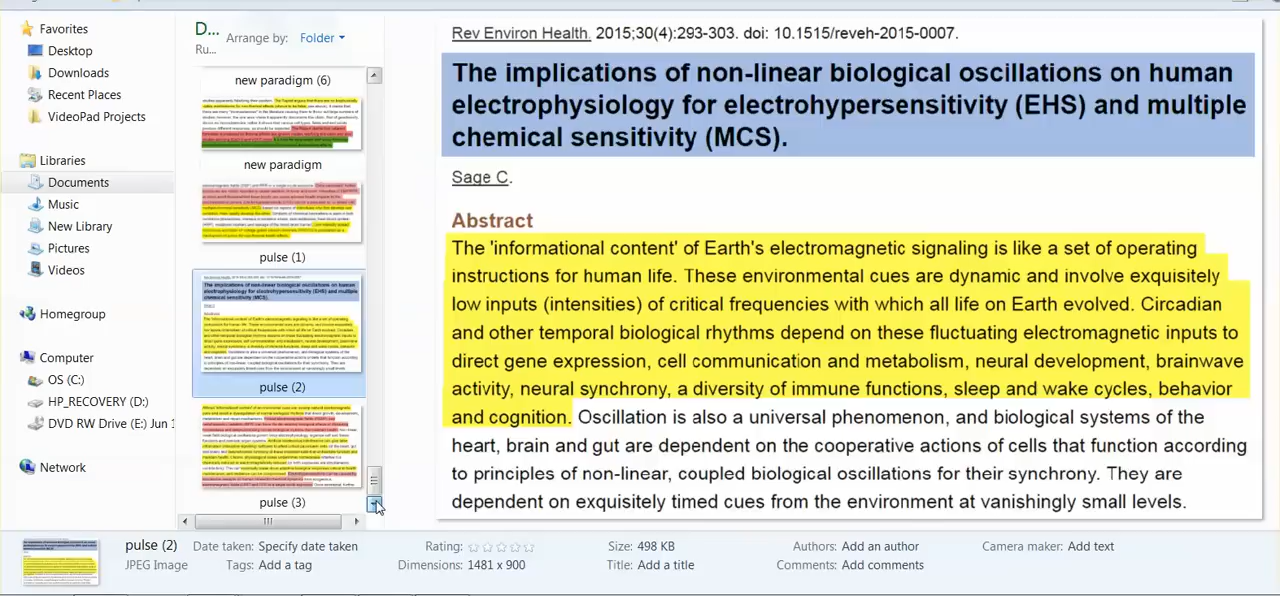 Favorites
Desktop
Downloads
Recent Places
VideoPad Projects
Libraries
Documents
Music
New Library
Pictures
Videos
Homegroup
Computer
OS (C:)
HP_RECOVERY (D:)
DVD RW Drive (E:) Jun 1
Network
D...
Ru...
Arrange by: Folder
new paradigm (6)
new paradigm
pulse (1)
pulse (2)
pulse (3)
Rev Environ Health. 2015;30(4):293-303. doi: 10.1515/reveh-2015-0007.
The implications of non-linear biological oscillations on human
electrophysiology for electrohypersensitivity (EHS) and multiple
chemical sensitivity (MCS).
Sage C.
Abstract
The 'informational content' of Earth's electromagnetic signaling is like a set of operating
instructions for human life. These environmental cues are dynamic and involve exquisitely
low inputs (intensities) of critical frequencies with which all life on Earth evolved. Circadian
and other temporal biological rhythms depend on these fluctuating electromagnetic inputs to
direct gene expression, cell communication and metabolism, neural development, brainwave
activity, neural synchrony, a diversity of immune functions, sleep and wake cycles, behavior
and cognition. Oscillation is also a universal phenomenon, and biological systems of the
heart, brain and gut are dependent on the cooperative actions of cells that function according
to principles of non-linear, coupled biological oscillations for their synchrony. They are
dependent on exquisitely timed cues from the environment at vanishingly small levels.
pulse (2) Date taken: Specify date taken Rating: Size: 498 KB Authors: Add an author Camera maker: Add text
JPEG Image Tags: Add a tag Dimensions: 1481 x 900 Title: Add a title Comments: Add comments